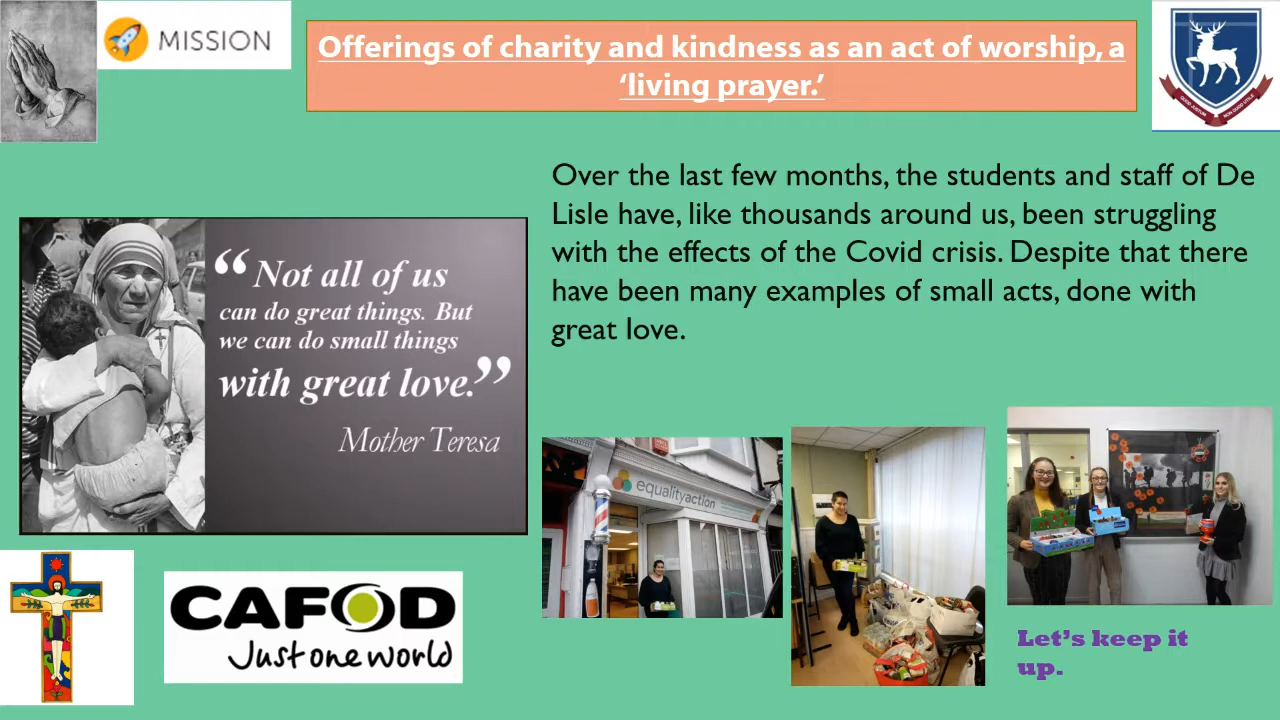 MISSION
Offerings of charity and kindness as an act of worship, a
‘living prayer.’
Over the last few months, the students and staff of De
Lisle have, like thousands around us, been struggling
with the effects of the Covid crisis. Despite that there
have been many examples of small acts, done with
great love.
“Not all of us
can do great things. But
we can do small things
with great love.”
Mother Teresa
equalityaction
CAFOD
Just one world
Let’s keep it
up.